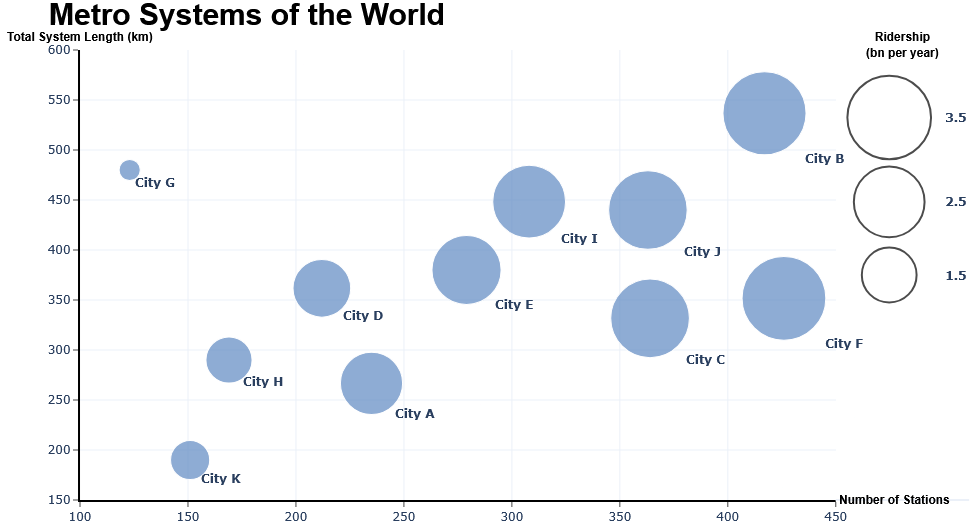 Metro Systems of the World
Total System Length (km)
Ridership
(bn per year)
600
550
500
450
400
350
300
250
200
150
3.5
2.5
1.5
City B
City G
City I
City J
City E
City D
City F
City C
City H
City A
City K
Number of Stations
100
150
200
250
300
350
400
450